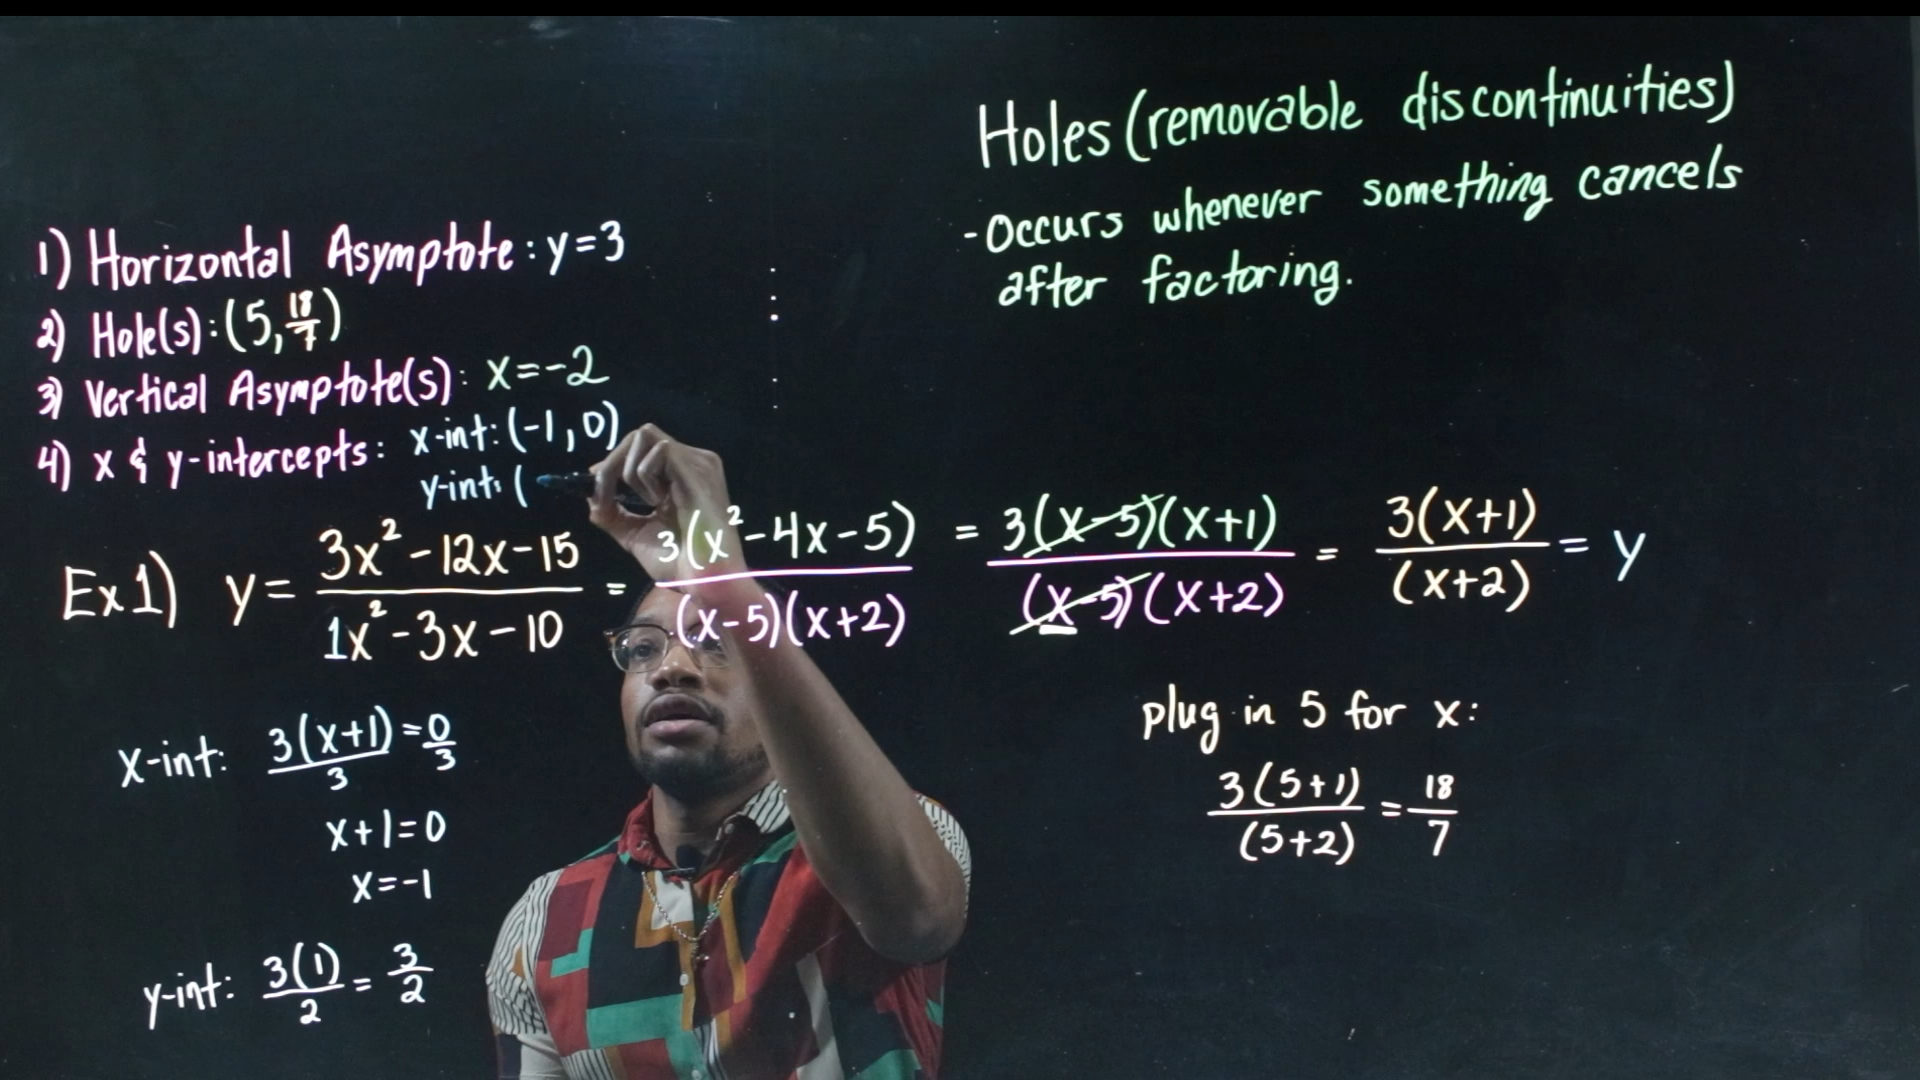 Holes (removable discontinuities)
- Occurs whenever something cancels
after factoring.
1) Horizontal Asymptote: y=3
2) Hole(s): (5, 18/7)
3) Vertical Asymptote(s): x=-2
4) x & y-intercepts: x-int: (-1, 0)
y-int: (
Ex 1) y = (3x² - 12x - 15)/(1x² - 3x - 10) = 3(x² - 4x - 5)/((x-5)(x+2)) = 3(x-5)(x+1)/((x-5)(x+2)) = 3(x+1)/(x+2) = y
x-int: 3(x+1)/3 = 0/3
x+1=0
x=-1
y-int: 3(1)/2 = 3/2
plug in 5 for x:
3(5+1)/(5+2) = 18/7